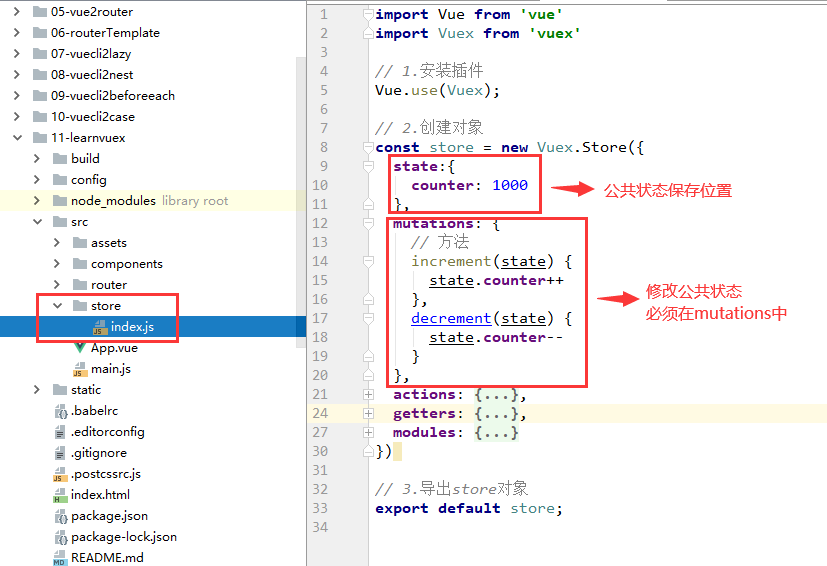 05-vue2router
06-routerTemplate
07-vuecli2lazy
08-vuecli2nest
09-vuecli2beforeeach
10-vuecli2case
11-learnvuex
build
config
node_modules library root
src
assets
components
router
store
index.js
App.vue
main.js
static
.babelrc
.editorconfig
.gitignore
.postcssrc.js
index.html
package.json
package-lock.json
README.md
1 import Vue from 'vue'
2 import Vuex from 'vuex'
3
4 // 1.安装插件
5 Vue.use(Vuex);
6
7 // 2.创建对象
8 const store = new Vuex.Store({
9 state:{
10 counter: 1000
11 },
12 mutations: {
13 // 方法
14 increment(state) {
15 state.counter++
16 },
17 decrement(state) {
18 state.counter--
19 }
20 },
21 actions: {...},
24 getters: {...},
27 modules: {...}
30 })
31
32 // 3.导出store对象
33 export default store;
34
公共状态保存位置
修改公共状态
必须在mutations中